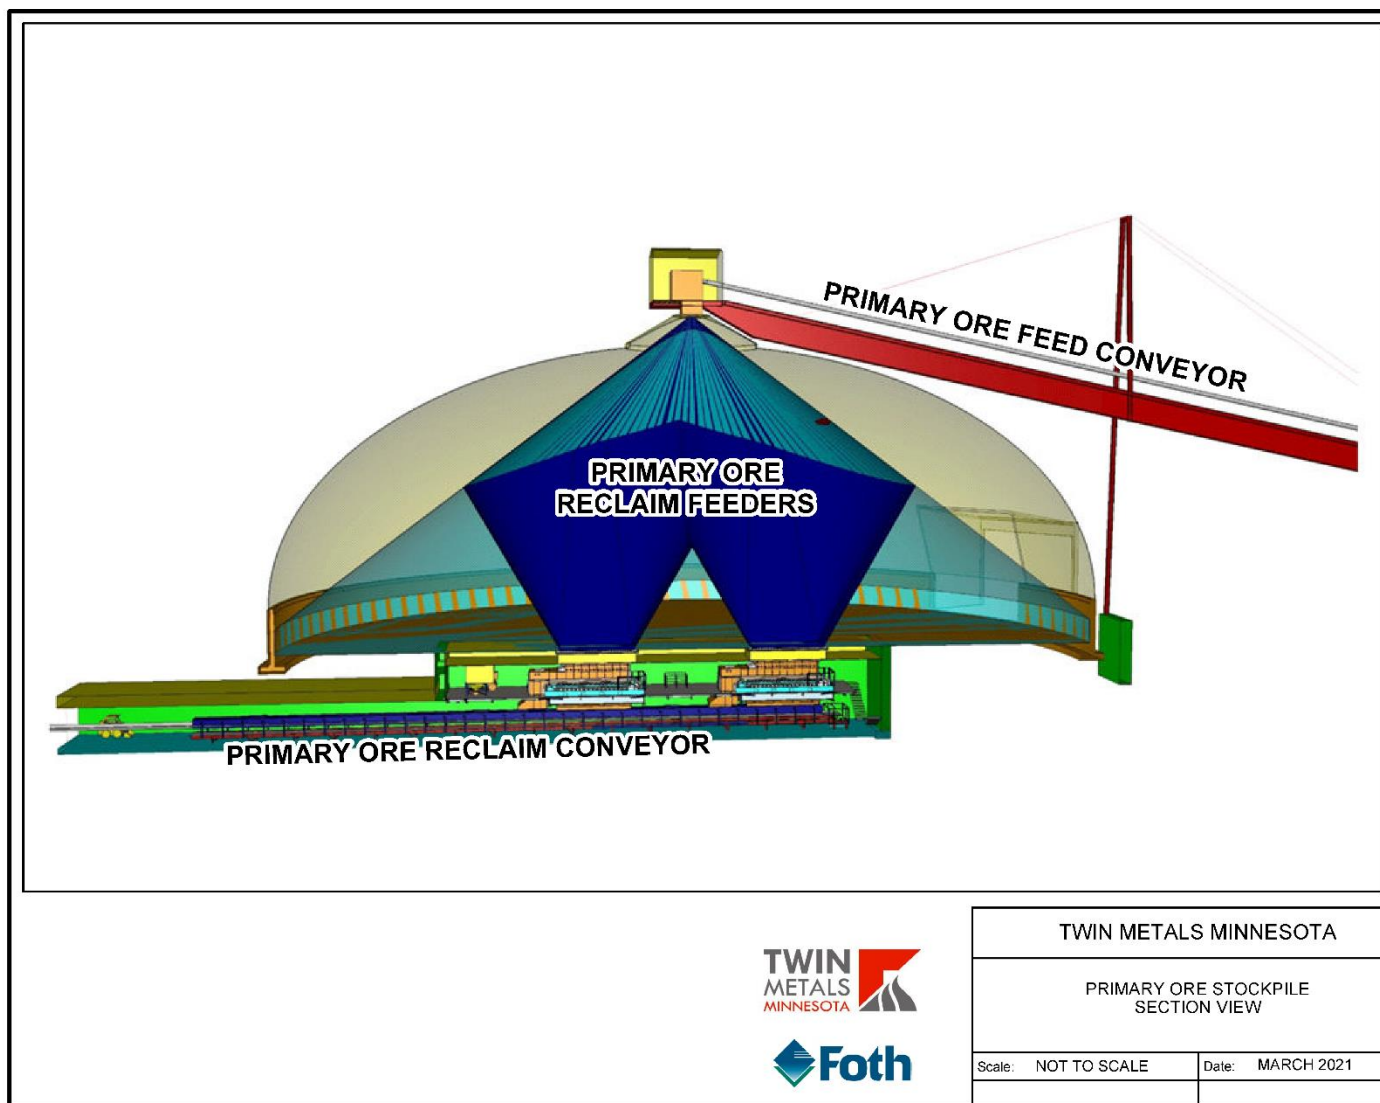 PRIMARY ORE FEED CONVEYOR
PRIMARY ORE
RECLAIM FEEDERS
PRIMARY ORE RECLAIM CONVEYOR
TWIN
METALS
MINNESOTA
Foth
TWIN METALS MINNESOTA
PRIMARY ORE STOCKPILE
SECTION VIEW
Scale: NOT TO SCALE
Date: MARCH 2021